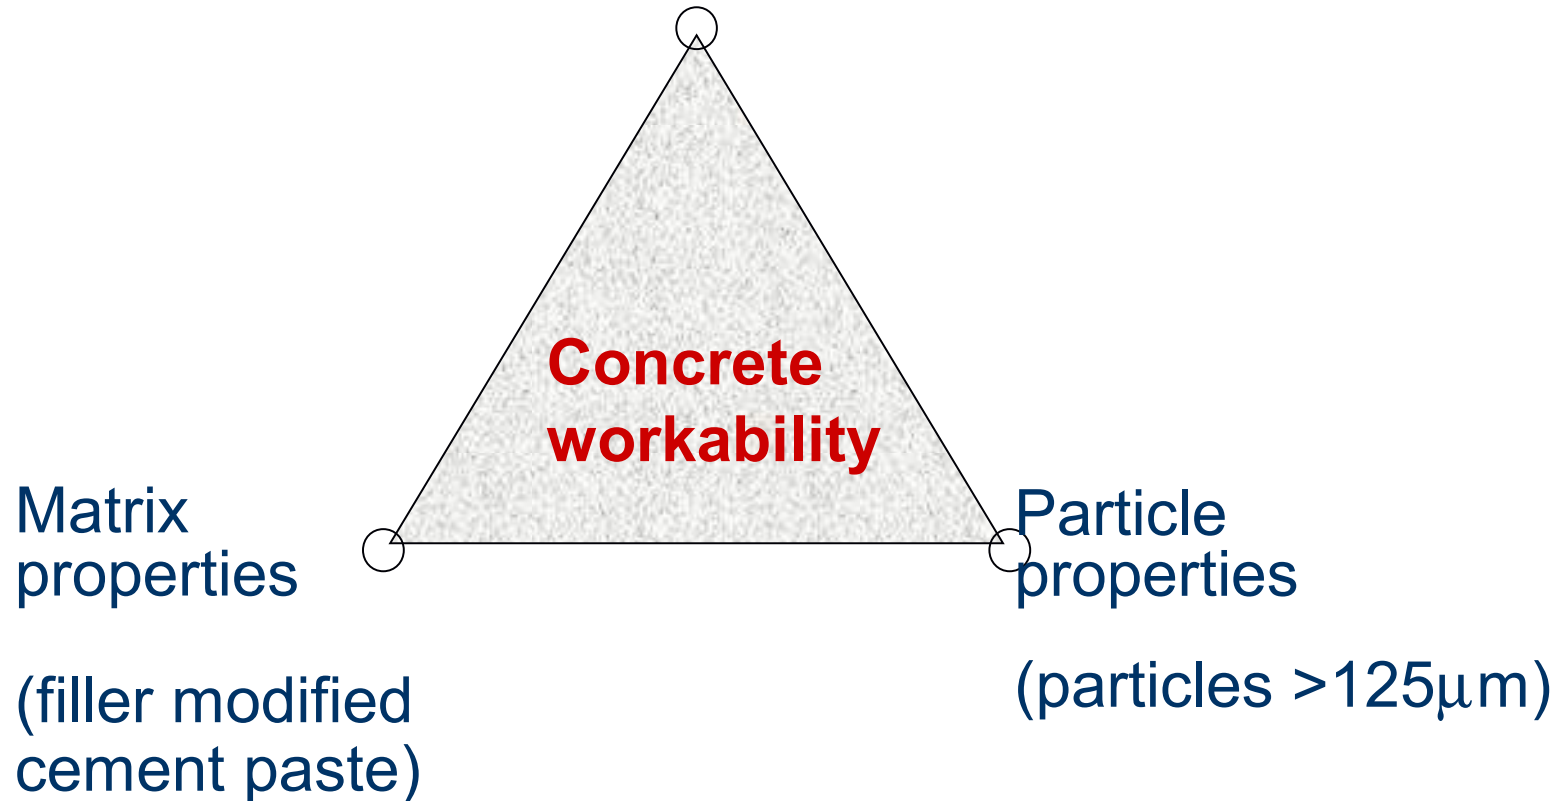 Concrete
workability
Matrix
properties
(filler modified
cement paste)
Particle
properties
(particles >125μm)